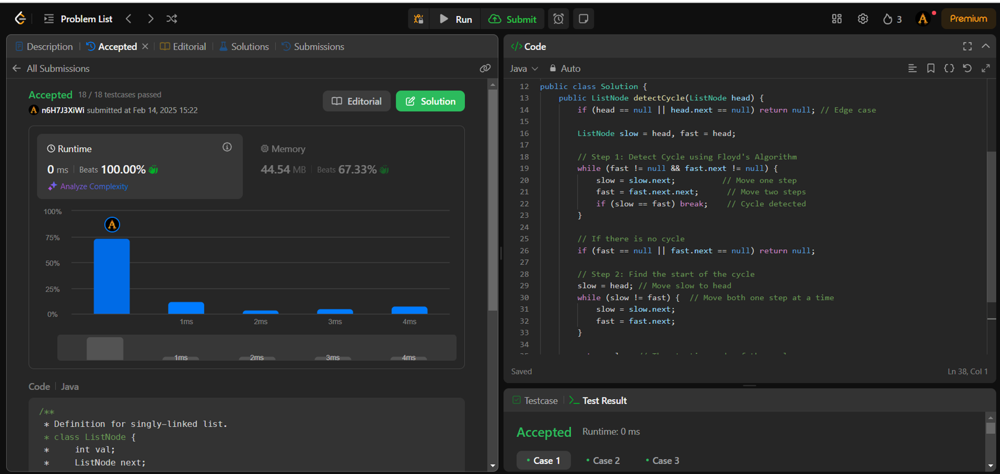 Problem List
Run
Submit
3
A
Premium
Description
Accepted
Editorial
Solutions
Submissions
All Submissions
Accepted 18 / 18 testcases passed
A n6H7J3XiWi submitted at Feb 14, 2025 15:22
Editorial
Solution
Runtime
0 ms | Beats 100.00%
Analyze Complexity
Memory
44.54 MB | Beats 67.33%
100%
A
75%
50%
25%
0%
1ms 2ms 3ms 4ms
1ms 2ms 3ms 4ms
Code | Java
/**
* Definition for singly-linked list.
* class ListNode {
*     int val;
*     ListNode next;
</> Code
Java
Auto
12 public class Solution {
13     public ListNode detectCycle(ListNode head) {
14         if (head == null || head.next == null) return null; // Edge case
15
16         ListNode slow = head, fast = head;
17
18         // Step 1: Detect Cycle using Floyd's Algorithm
19         while (fast != null && fast.next != null) {
20             slow = slow.next;          // Move one step
21             fast = fast.next.next;      // Move two steps
22             if (slow == fast) break;    // Cycle detected
23         }
24
25         // If there is no cycle
26         if (fast == null || fast.next == null) return null;
27
28         // Step 2: Find the start of the cycle
29         slow = head; // Move slow to head
30         while (slow != fast) {  // Move both one step at a time
31             slow = slow.next;
32             fast = fast.next;
33         }
34
Saved
Ln 38, Col 1
Testcase
Test Result
Accepted Runtime: 0 ms
Case 1
Case 2
Case 3